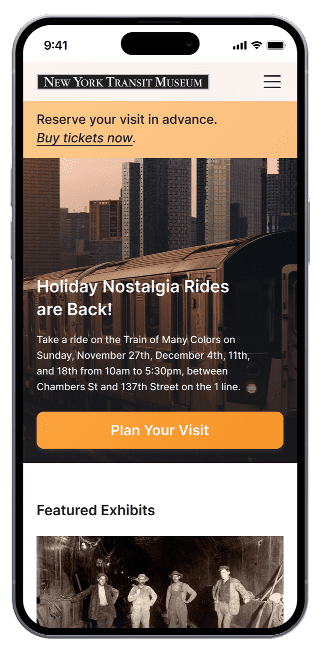 9:41
NEW YORK TRANSIT MUSEUM
Reserve your visit in advance.
Buy tickets now.
Holiday Nostalgia Rides
are Back!
Take a ride on the Train of Many Colors on
Sunday, November 27th, December 4th, 11th,
and 18th from 10am to 5:30pm, between
Chambers St and 137th Street on the 1 line.
Plan Your Visit
Featured Exhibits